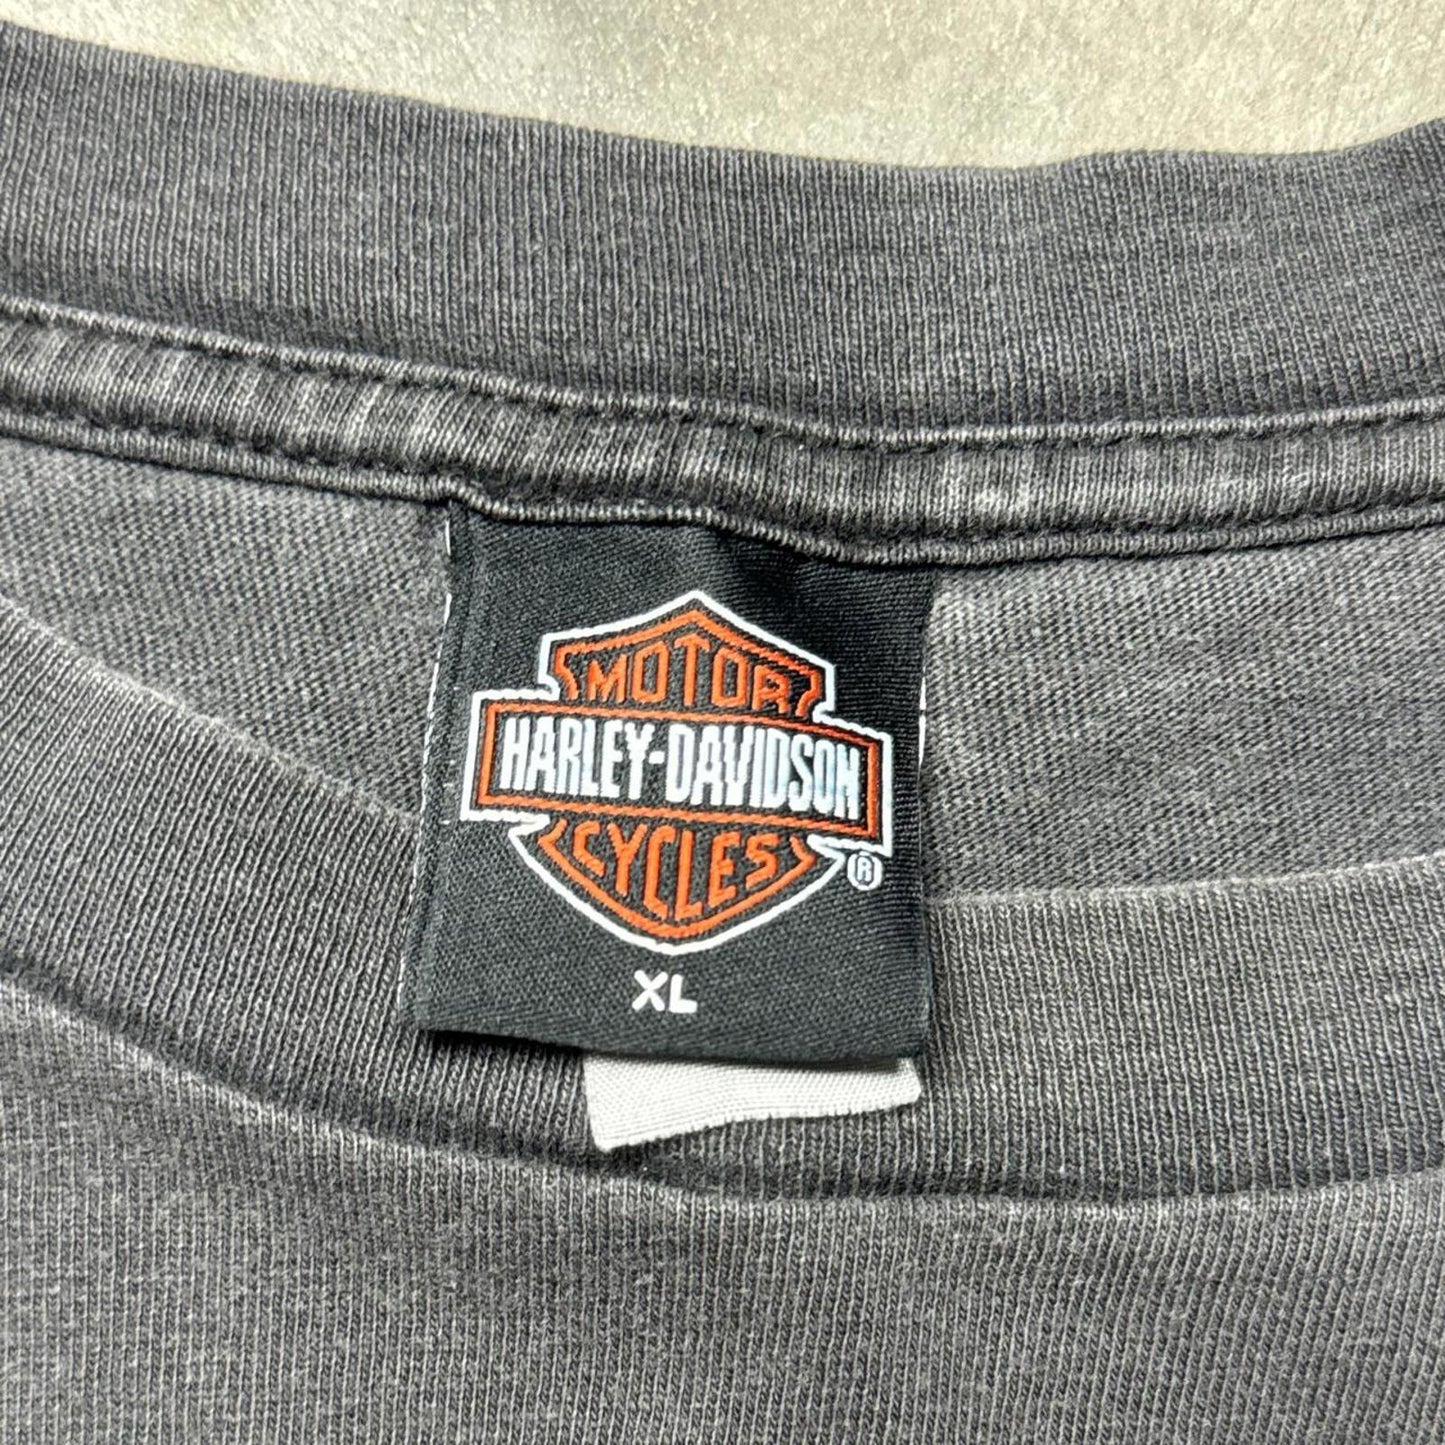 MOTOR
HARLEY-DAVIDSON
CYCLES
®
XL